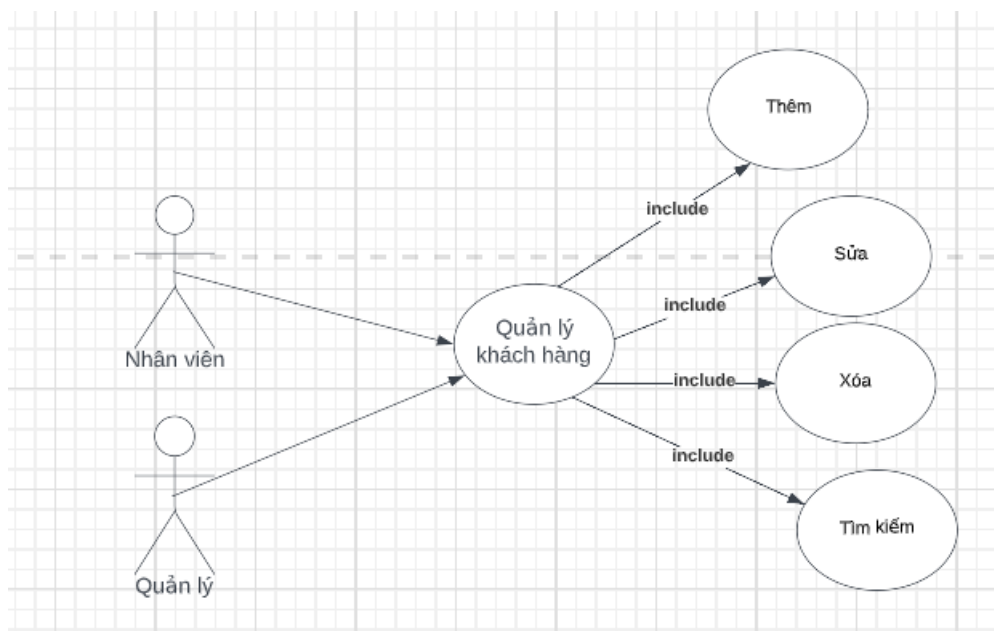 Thêm
include
Sửa
include
Nhân viên
Quản lý
khách hàng
include
Xóa
include
Tìm kiếm
Quản lý